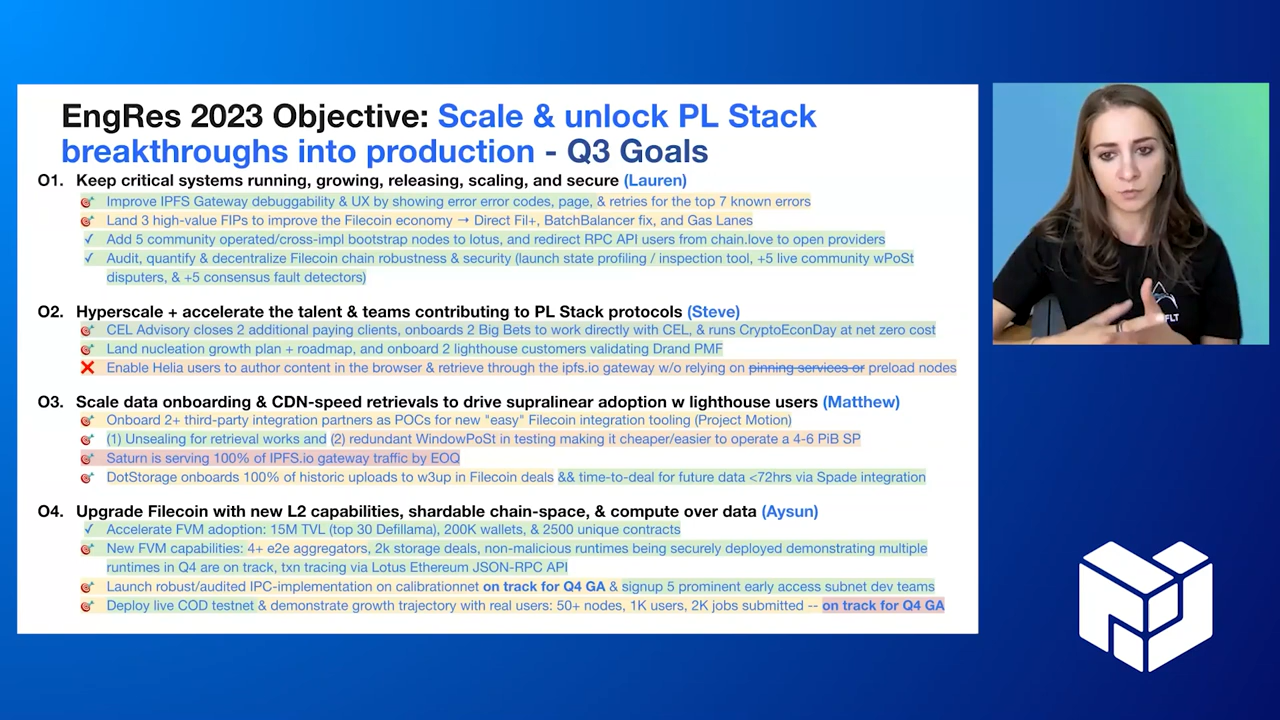 EngRes 2023 Objective: Scale & unlock PL Stack
breakthroughs into production - Q3 Goals
O1. Keep critical systems running, growing, releasing, scaling, and secure (Lauren)
Improve IPFS Gateway debuggability & UX by showing error error codes, page, & retries for the top 7 known errors
Land 3 high-value FIPs to improve the Filecoin economy → Direct Fil+, BatchBalancer fix, and Gas Lanes
✓ Add 5 community operated/cross-impl bootstrap nodes to lotus, and redirect RPC API users from chain.love to open providers
✓ Audit, quantify & decentralize Filecoin chain robustness & security (launch state profiling / inspection tool, +5 live community wPoSt
disputers, & +5 consensus fault detectors)
O2. Hyperscale + accelerate the talent & teams contributing to PL Stack protocols (Steve)
CEL Advisory closes 2 additional paying clients, onboards 2 Big Bets to work directly with CEL, & runs CryptoEconDay at net zero cost
Land nucleation growth plan + roadmap, and onboard 2 lighthouse customers validating Drand PMF
Enable Helia users to author content in the browser & retrieve through the ipfs.io gateway w/o relying on pinning services or preload nodes
O3. Scale data onboarding & CDN-speed retrievals to drive supralinear adoption w lighthouse users (Matthew)
Onboard 2+ third-party integration partners as POCs for new "easy" Filecoin integration tooling (Project Motion)
(1) Unsealing for retrieval works and (2) redundant WindowPoSt in testing making it cheaper/easier to operate a 4-6 PiB SP
Saturn is serving 100% of IPFS.io gateway traffic by EOQ
DotStorage onboards 100% of historic uploads to w3up in Filecoin deals && time-to-deal for future data <72hrs via Spade integration
O4. Upgrade Filecoin with new L2 capabilities, shardable chain-space, & compute over data (Aysun)
✓ Accelerate FVM adoption: 15M TVL (top 30 Defillama), 200K wallets, & 2500 unique contracts
New FVM capabilities: 4+ e2e aggregators, 2k storage deals, non-malicious runtimes being securely deployed demonstrating multiple
runtimes in Q4 are on track, txn tracing via Lotus Ethereum JSON-RPC API
Launch robust/audited IPC-implementation on calibrationnet on track for Q4 GA & signup 5 prominent early access subnet dev teams
Deploy live COD testnet & demonstrate growth trajectory with real users: 50+ nodes, 1K users, 2K jobs submitted -- on track for Q4 GA